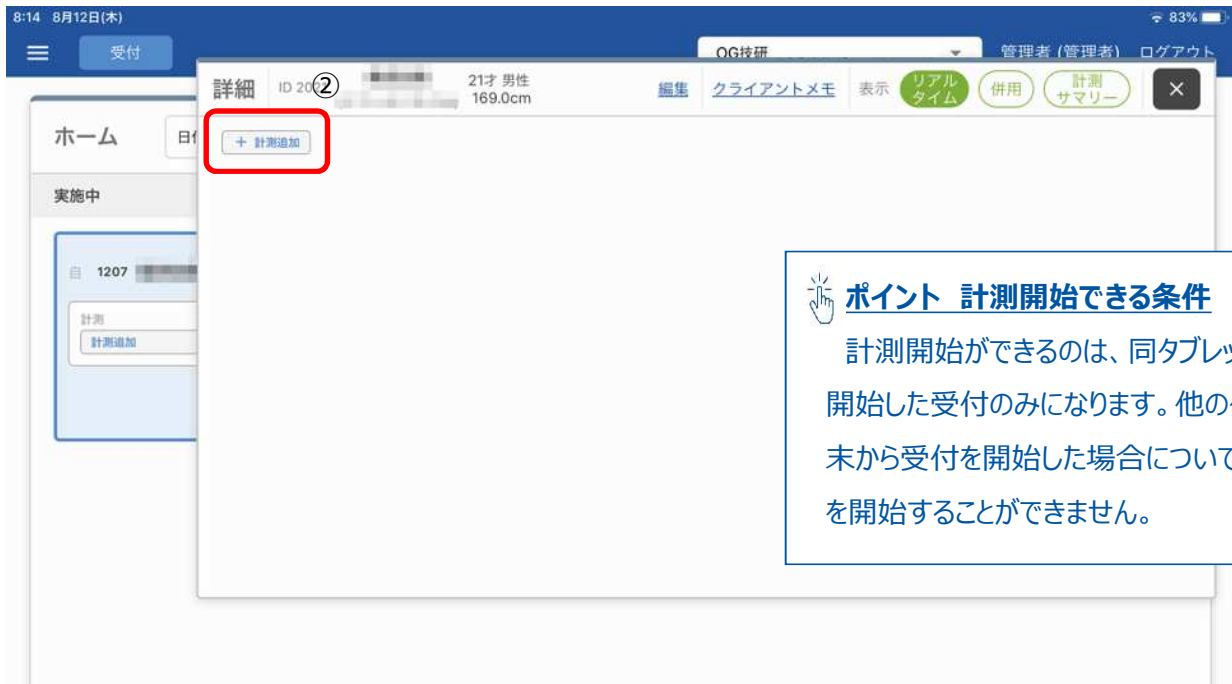 8:14 8月12日(木) 83%
受付 OG技研 管理者 (管理者) ログアウト
詳細 ID 202 ② 21才 男性 編集 クライアントメモ 表示 リアルタイム 併用 計測サマリー ×
169.0cm
ホーム 日付
+ 計測追加
実施中
自 1207
計測
計測追加
ポイント 計測開始できる条件
計測開始ができるのは、同タブレッ
開始した受付のみになります。他の
末から受付を開始した場合について
を開始することができません。